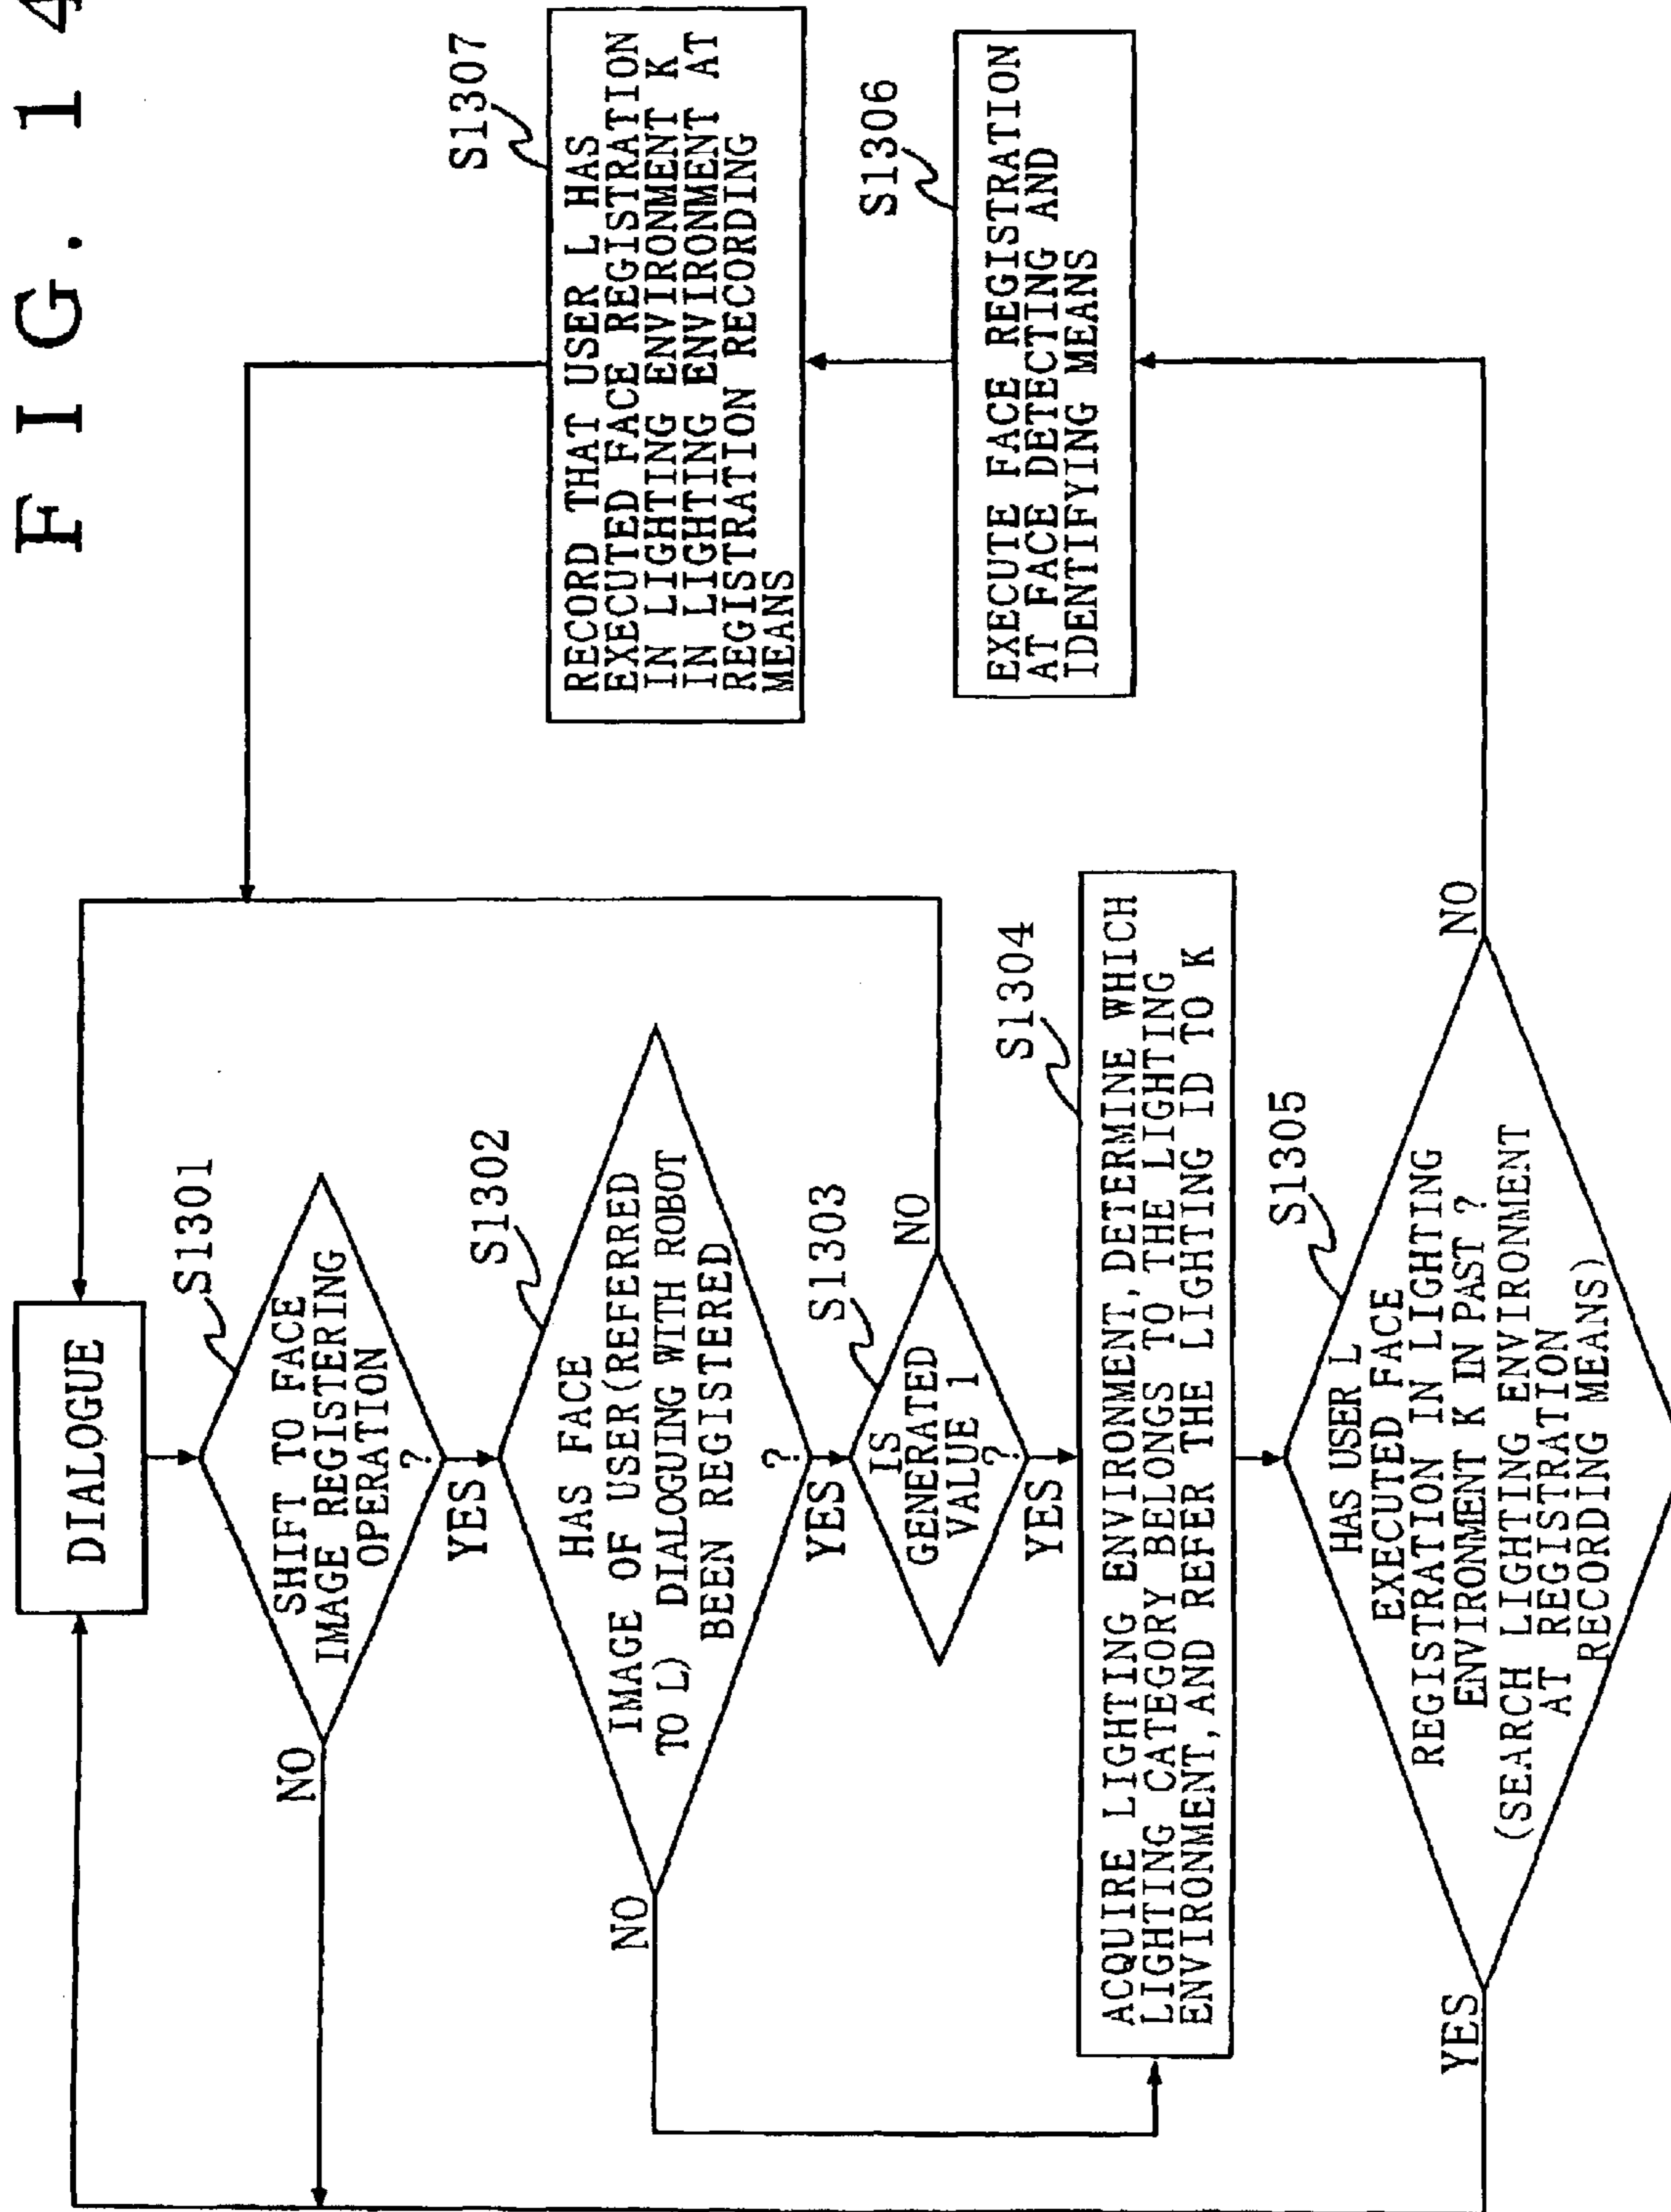 FIG. 14
DIALOGUE
S1301
SHIFT TO FACE
IMAGE REGISTERING
OPERATION
?
NO
YES
S1302
HAS FACE
IMAGE OF USER(REFERRED
TO L) DIALOGUING WITH ROBOT
BEEN REGISTERED
?
NO
YES
S1303
IS
GENERATED
VALUE 1
?
NO
YES
S1304
ACQUIRE LIGHTING ENVIRONMENT, DETERMINE WHICH
LIGHTING CATEGORY BELONGS TO THE LIGHTING
ENVIRONMENT, AND REFER THE LIGHTING ID TO K
S1305
HAS USER L
EXECUTED FACE
REGISTRATION IN LIGHTING
ENVIRONMENT K IN PAST ?
(SEARCH LIGHTING ENVIRONMENT
AT REGISTRATION
RECORDING MEANS)
YES
NO
S1306
EXECUTE FACE REGISTRATION
AT FACE DETECTING AND
IDENTIFYING MEANS
S1307
RECORD THAT USER L HAS
EXECUTED FACE REGISTRATION
IN LIGHTING ENVIRONMENT K
IN LIGHTING ENVIRONMENT AT
REGISTRATION RECORDING
MEANS